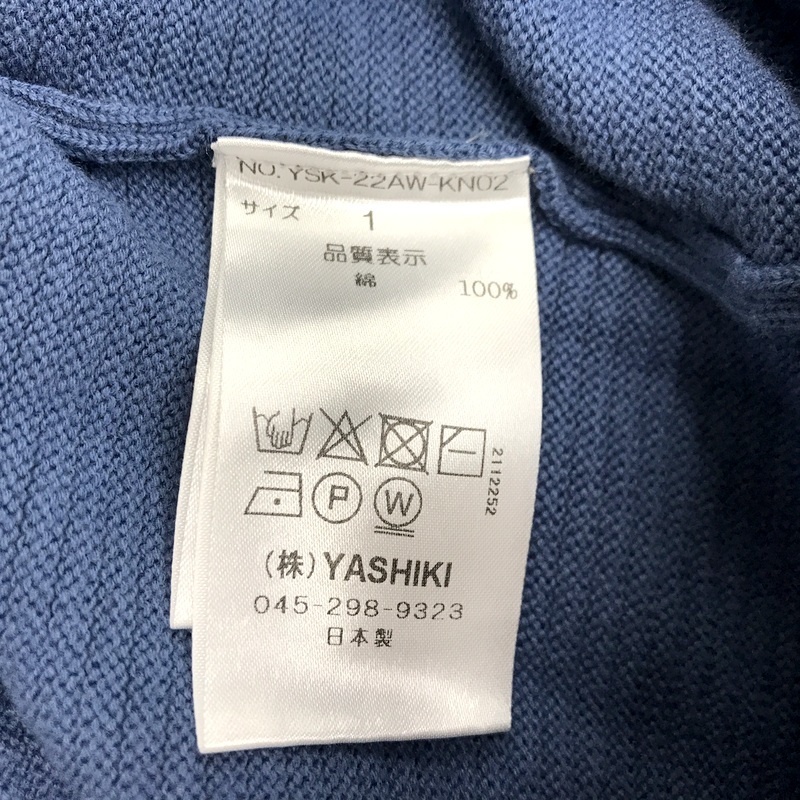 NO.YSK-22AW-KN02
サイズ 1
品質表示
綿 100%
2112252
P W
(株)YASHIKI
045-298-9323
日本製